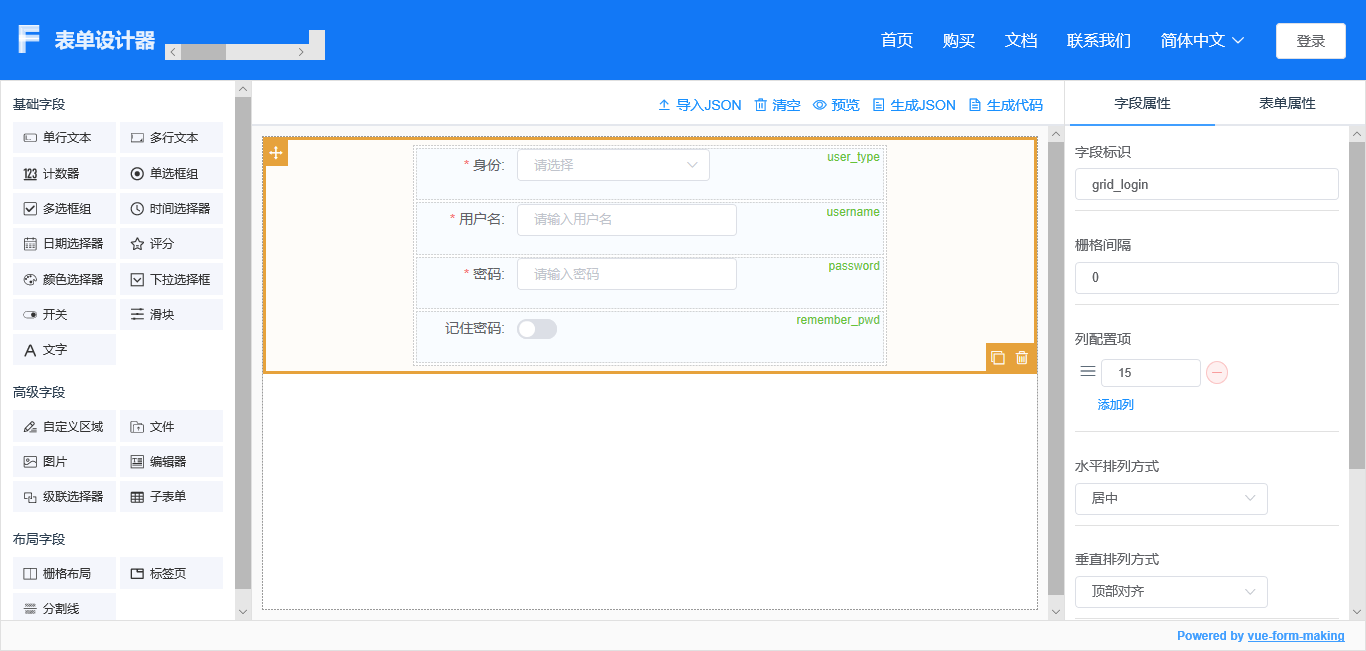 F 表单设计器
首页 购买 文档 联系我们 简体中文 登录
基础字段
单行文本 多行文本
123 计数器 单选框组
多选框组 时间选择器
日期选择器 评分
颜色选择器 下拉选择框
开关 滑块
A 文字
高级字段
自定义区域 文件
图片 编辑器
级联选择器 子表单
布局字段
栅格布局 标签页
分割线
导入JSON 清空 预览 生成JSON 生成代码
* 身份: 请选择 user_type
* 用户名: 请输入用户名 username
* 密码: 请输入密码 password
记住密码: remember_pwd
字段属性 表单属性
字段标识
grid_login
栅格间隔
0
列配置项
15
添加列
水平排列方式
居中
垂直排列方式
顶部对齐
Powered by vue-form-making